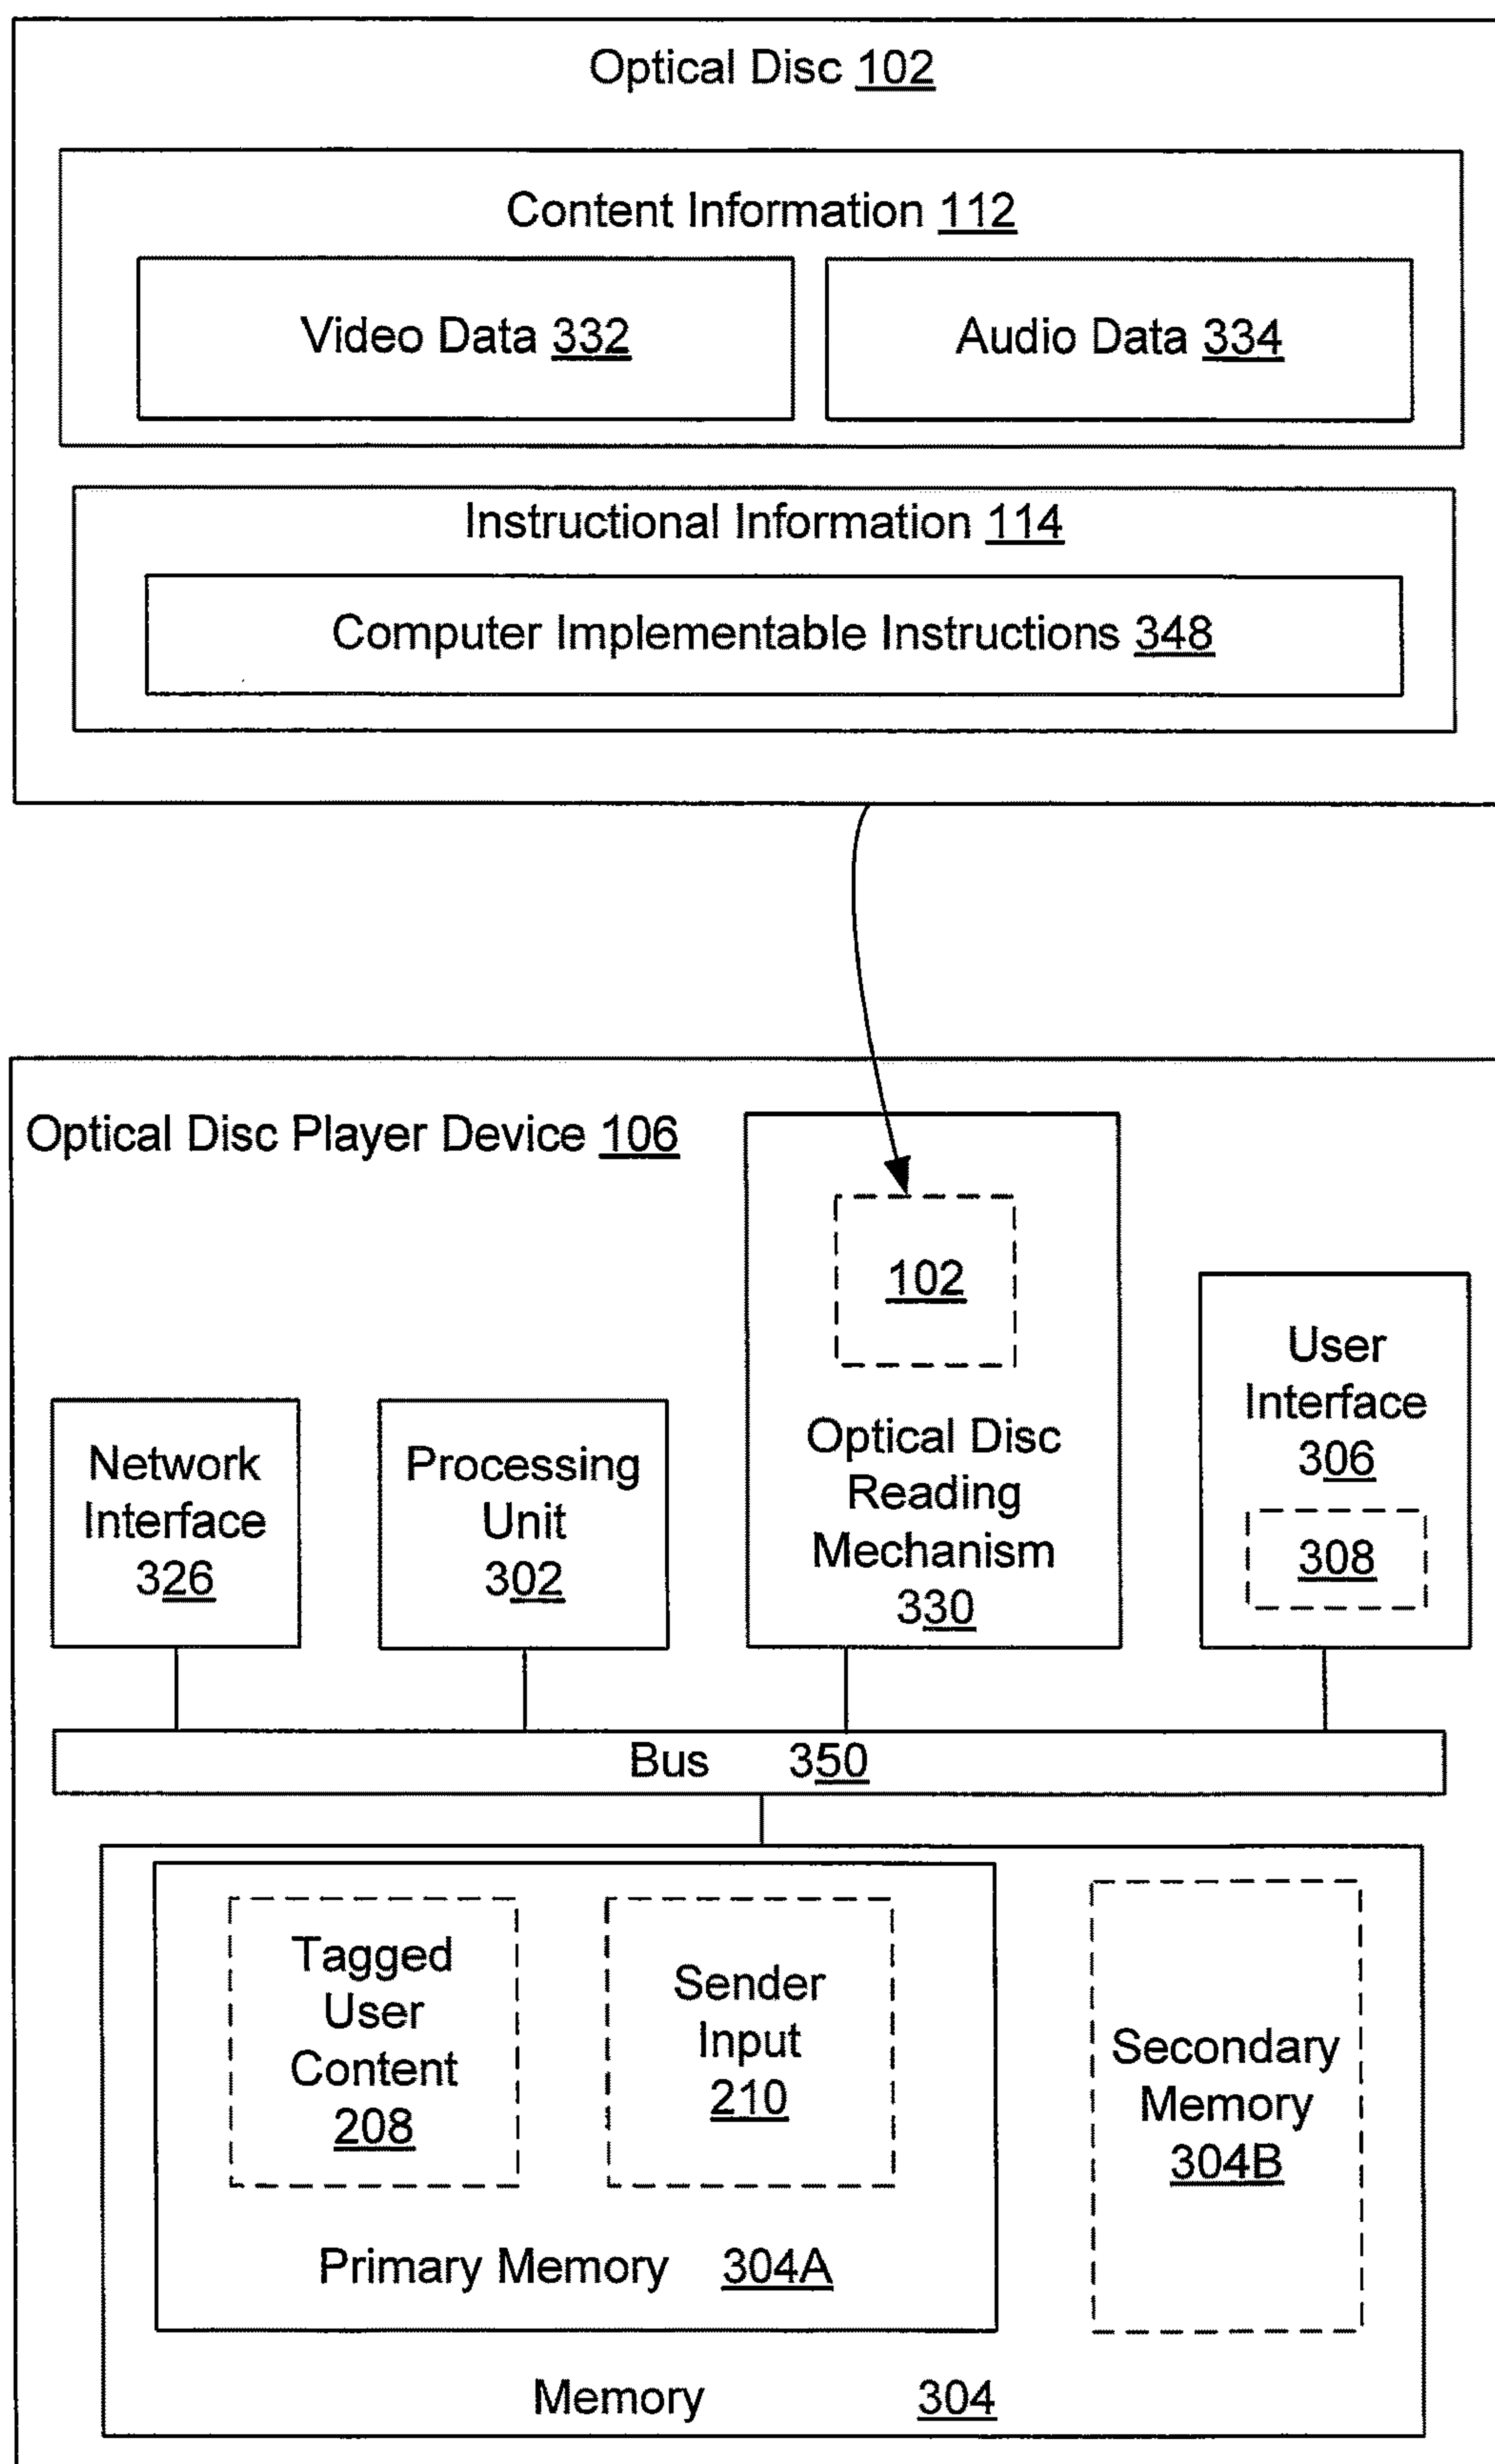 Optical Disc 102
Content Information 112
Video Data 332
Audio Data 334
Instructional Information 114
Computer Implementable Instructions 348
Optical Disc Player Device 106
102
Optical Disc
Reading
Mechanism
330
User
Interface
306
308
Network
Interface
326
Processing
Unit
302
Bus 350
Tagged
User
Content
208
Sender
Input
210
Primary Memory 304A
Secondary
Memory
304B
Memory 304